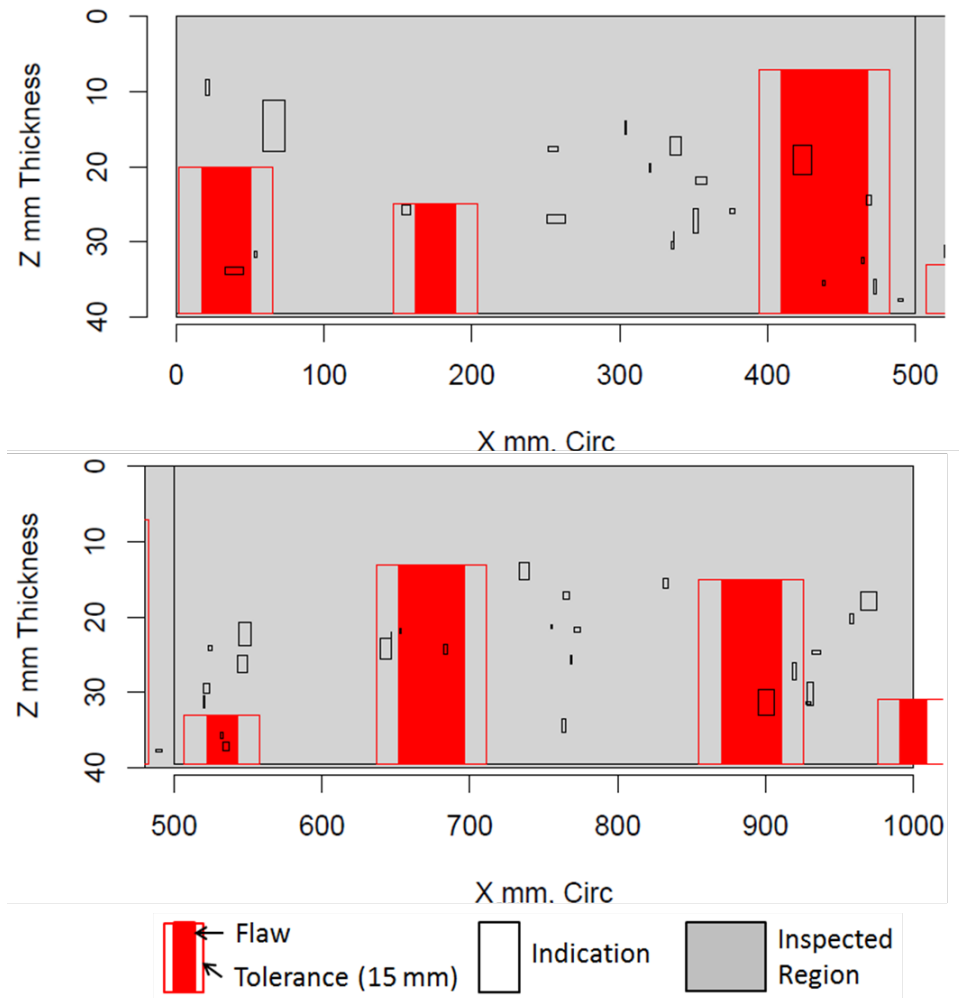 0
10
20
30
40
Z mm Thickness
0 100 200 300 400 500
X mm. Circ
0
10
20
30
40
Z mm Thickness
500 600 700 800 900 1000
X mm. Circ
Flaw
Tolerance (15 mm)
Indication
Inspected
Region